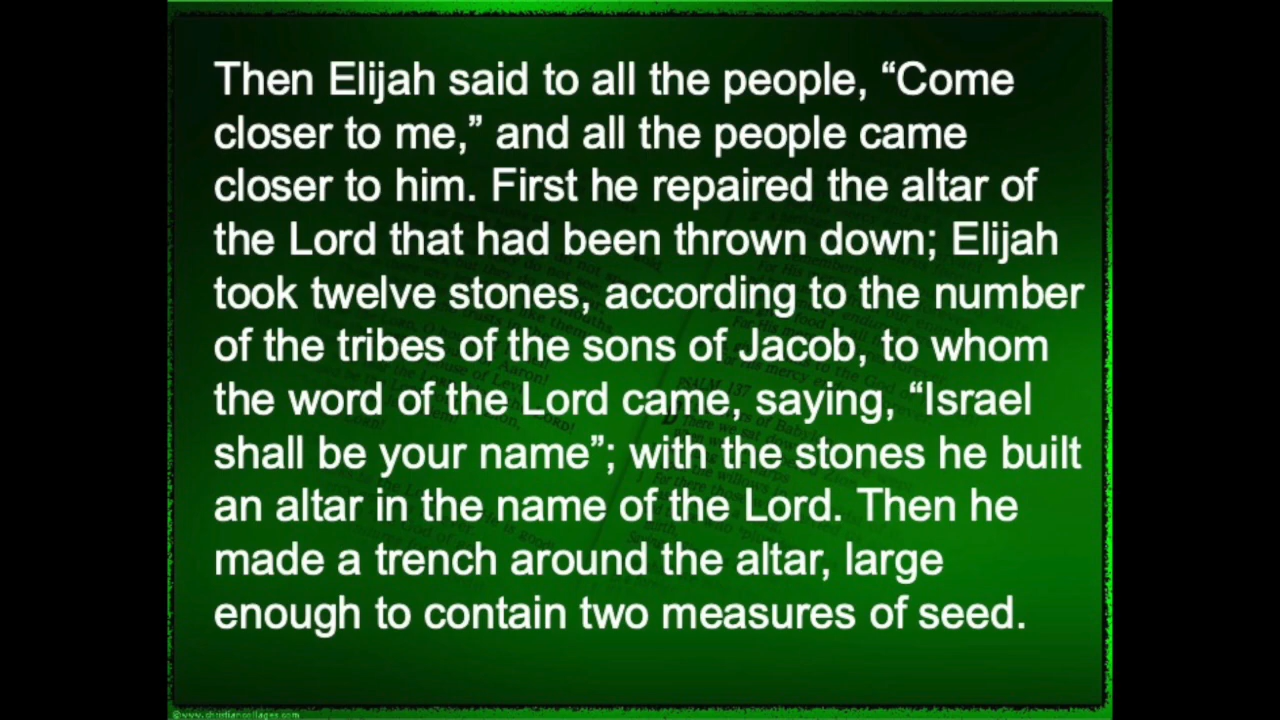 Then Elijah said to all the people, “Come
closer to me,” and all the people came
closer to him. First he repaired the altar of
the Lord that had been thrown down; Elijah
took twelve stones, according to the number
of the tribes of the sons of Jacob, to whom
the word of the Lord came, saying, “Israel
shall be your name”; with the stones he built
an altar in the name of the Lord. Then he
made a trench around the altar, large
enough to contain two measures of seed.
PSALM 137